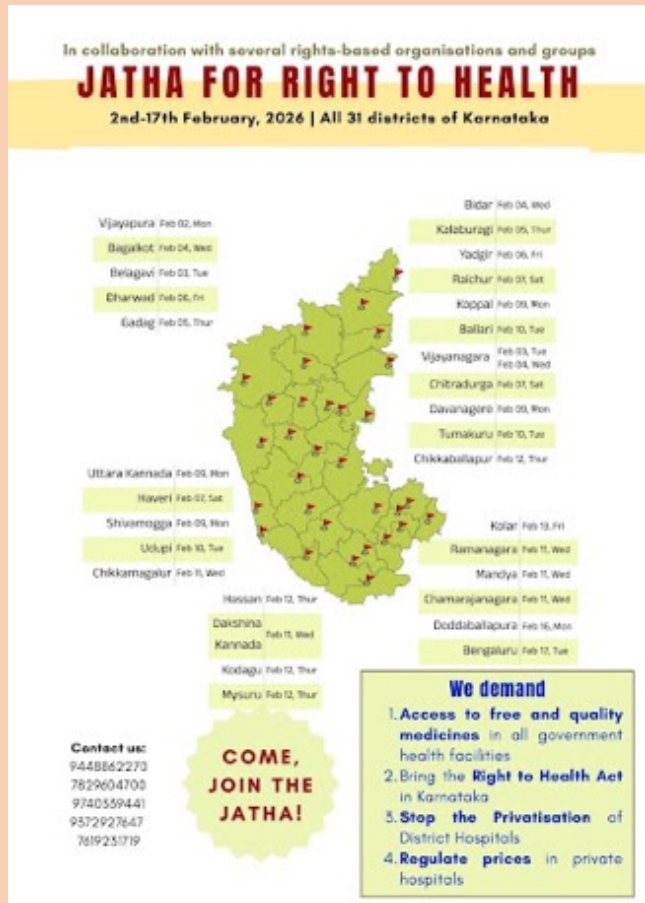 In collaboration with several rights-based organisations and groups
JATHA FOR RIGHT TO HEALTH
2nd-17th February, 2026 | All 31 districts of Karnataka
Vijayapura Feb 02, Mon
Bagalkot Feb 04, Wed
Belagavi Feb 03, Tue
Dharwad Feb 06, Fri
Gadag Feb 05, Thur
Bidar Feb 04, Wed
Kalaburagi Feb 05, Thur
Yadgir Feb 06, Fri
Raichur Feb 07, Sat
Koppal Feb 09, Mon
Ballari Feb 10, Tue
Vijayanagara Feb 03, Tue
Feb 04, Wed
Chitradurga Feb 07, Sat
Davanagere Feb 09, Mon
Tumakuru Feb 10, Tue
Chikkaballapur Feb 12, Thur
Uttara Kannada Feb 09, Mon
Haveri Feb 07, Sat
Shivamogga Feb 09, Mon
Udupi Feb 10, Tue
Chikkamagalur Feb 11, Wed
Hassan Feb 12, Thur
Dakshina
Kannada Feb 11, Wed
Kodagu Feb 12, Thur
Mysuru Feb 12, Thur
Kolar Feb 13, Fri
Ramanagara Feb 11, Wed
Mandya Feb 11, Wed
Chamarajanagara Feb 11, Wed
Doddaballapura Feb 16, Mon
Bengaluru Feb 17, Tue
Contact us:
9448862270
7829604700
9740339441
9372927647
7619231719
COME,
JOIN THE
JATHA!
We demand
1. Access to free and quality
medicines in all government
health facilities
2. Bring the Right to Health Act
in Karnataka
3. Stop the Privatisation of
District Hospitals
4. Regulate prices in private
hospitals